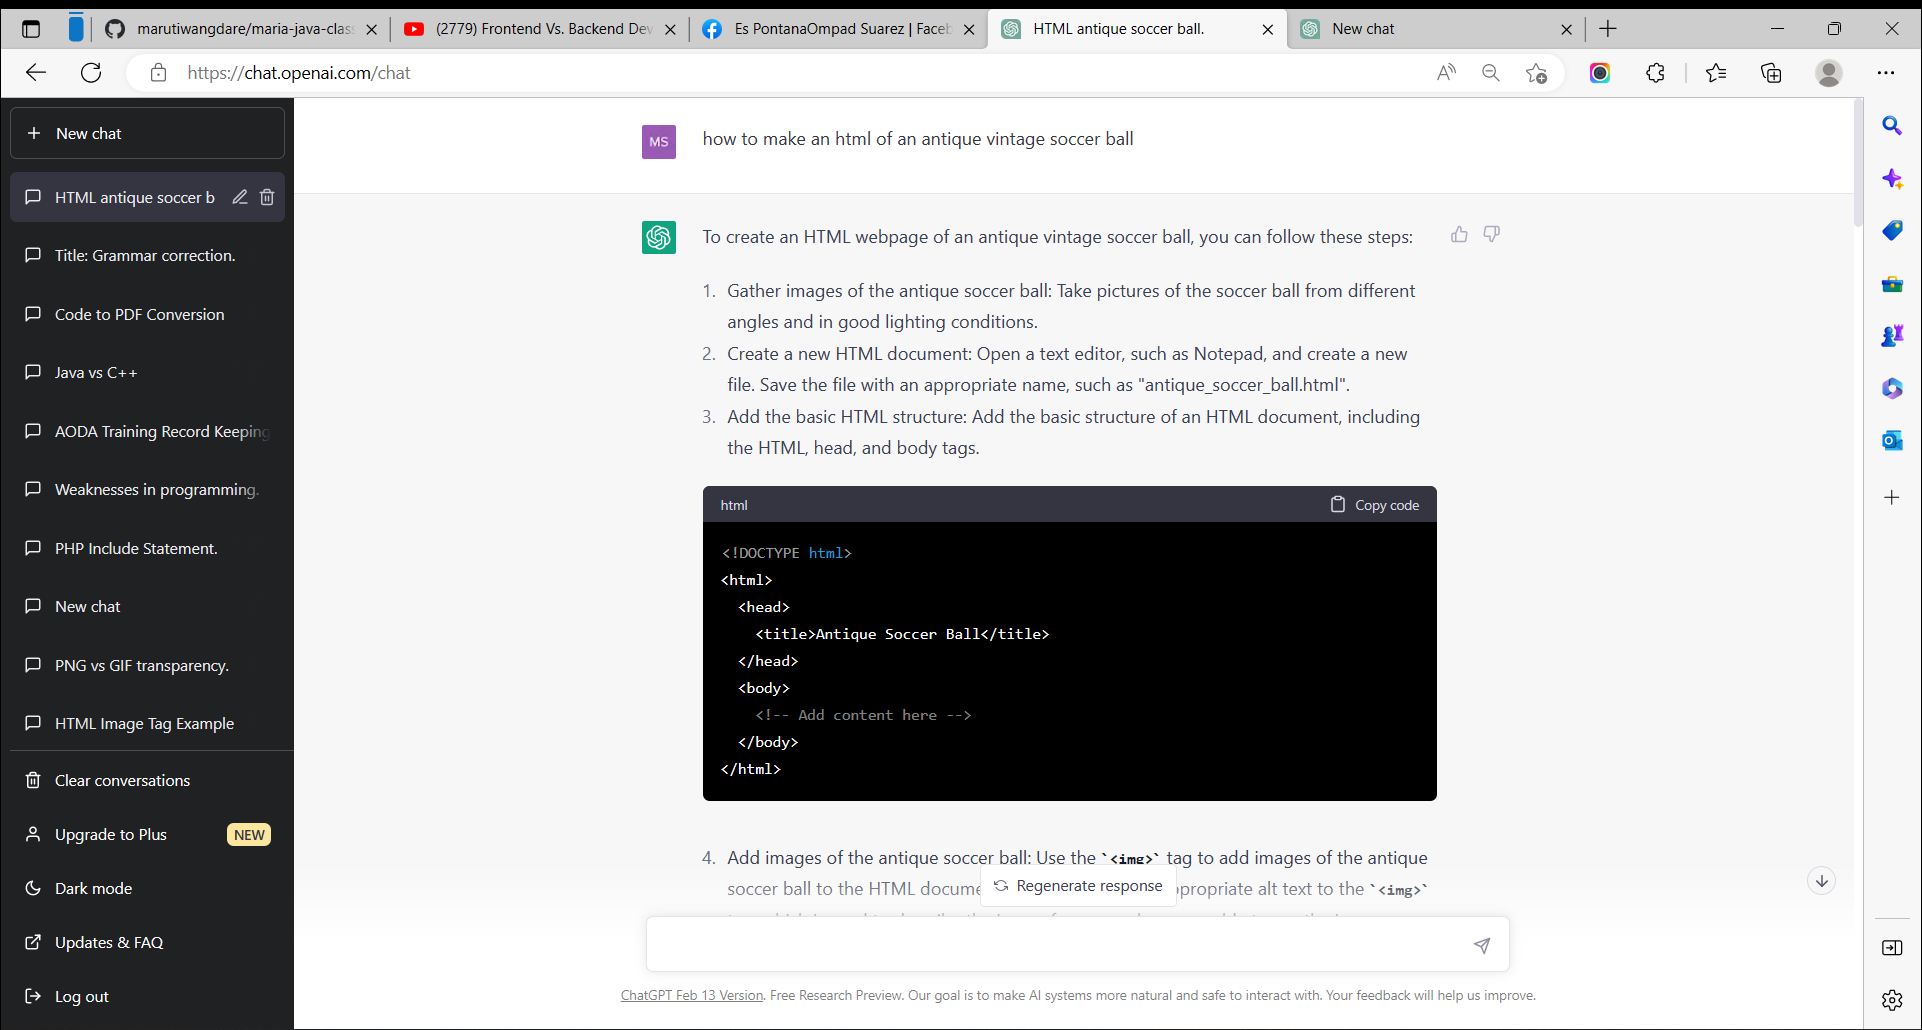 marutiwangdare/maria-java-clas
(2779) Frontend Vs. Backend Dev
Es PontanaOmpad Suarez | Faceb
HTML antique soccer ball.
New chat
https://chat.openai.com/chat
New chat
HTML antique soccer b
Title: Grammar correction.
Code to PDF Conversion
Java vs C++
AODA Training Record Keeping
Weaknesses in programming.
PHP Include Statement.
New chat
PNG vs GIF transparency.
HTML Image Tag Example
Clear conversations
Upgrade to Plus NEW
Dark mode
Updates & FAQ
Log out
MS how to make an html of an antique vintage soccer ball
To create an HTML webpage of an antique vintage soccer ball, you can follow these steps:
1. Gather images of the antique soccer ball: Take pictures of the soccer ball from different
angles and in good lighting conditions.
2. Create a new HTML document: Open a text editor, such as Notepad, and create a new
file. Save the file with an appropriate name, such as "antique_soccer_ball.html".
3. Add the basic HTML structure: Add the basic structure of an HTML document, including
the HTML, head, and body tags.
html Copy code
<!DOCTYPE html>
<html>
<head>
<title>Antique Soccer Ball</title>
</head>
<body>
<!-- Add content here -->
</body>
</html>
4. Add images of the antique soccer ball: Use the `<img>` tag to add images of the antique
soccer ball to the HTML docume ppropriate alt text to the `<img>`
Regenerate response
ChatGPT Feb 13 Version. Free Research Preview. Our goal is to make AI systems more natural and safe to interact with. Your feedback will help us improve.